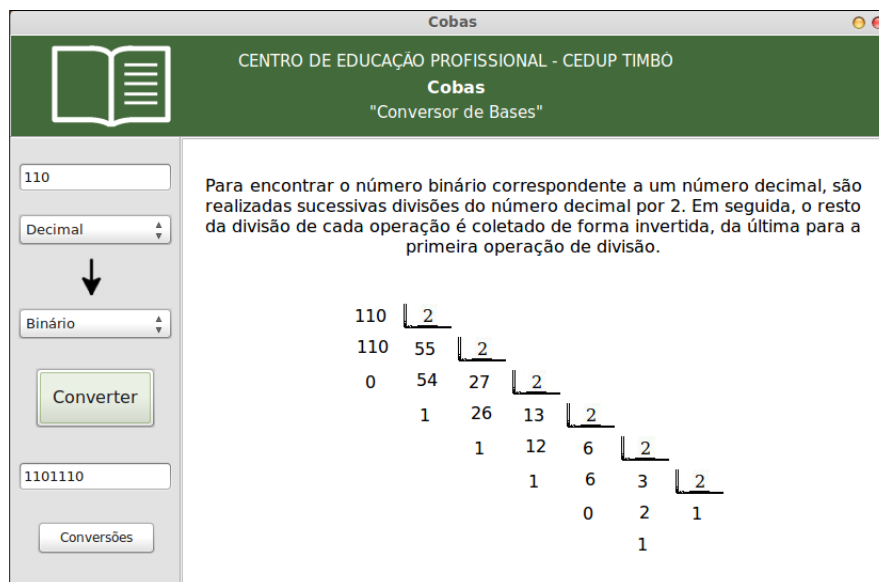 Cobas
CENTRO DE EDUCAÇÃO PROFISSIONAL - CEDUP TIMBÓ
Cobas
"Conversor de Bases"
110
Decimal
Binário
Converter
1101110
Conversões
Para encontrar o número binário correspondente a um número decimal, são
realizadas sucessivas divisões do número decimal por 2. Em seguida, o resto
da divisão de cada operação é coletado de forma invertida, da última para a
primeira operação de divisão.
110 2
110 55 2
0 54 27 2
1 26 13 2
1 12 6 2
1 6 3 2
0 2 1
1